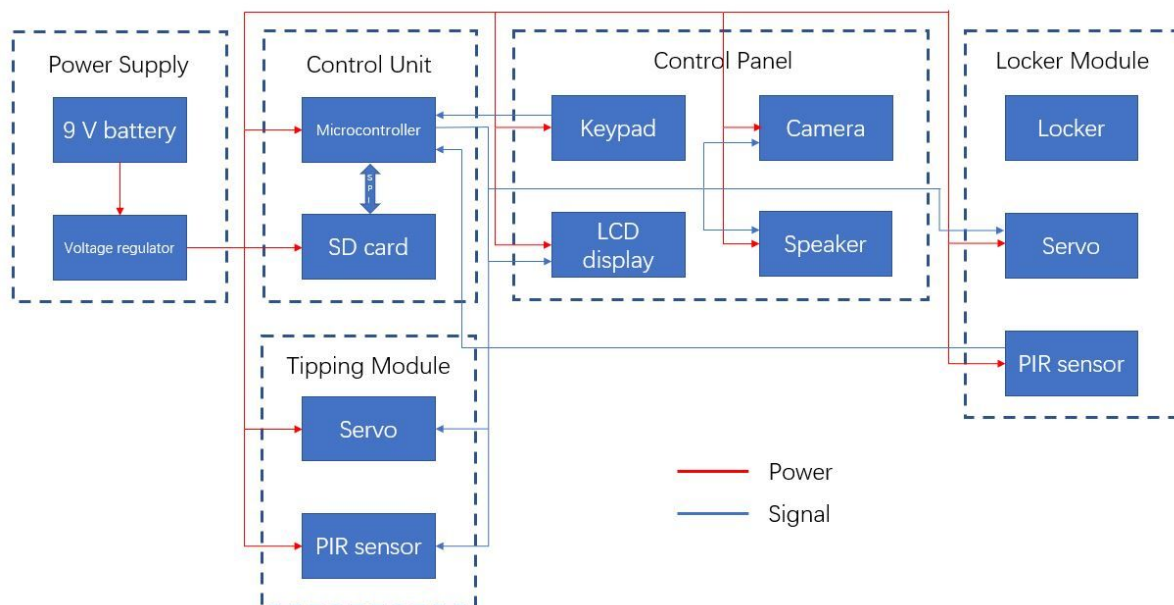 Power Supply
9 V battery
Voltage regulator
Control Unit
Microcontroller
SPI
SD card
Control Panel
Keypad
Camera
LCD
display
Speaker
Locker Module
Locker
Servo
PIR sensor
Tipping Module
Servo
PIR sensor
Power
Signal